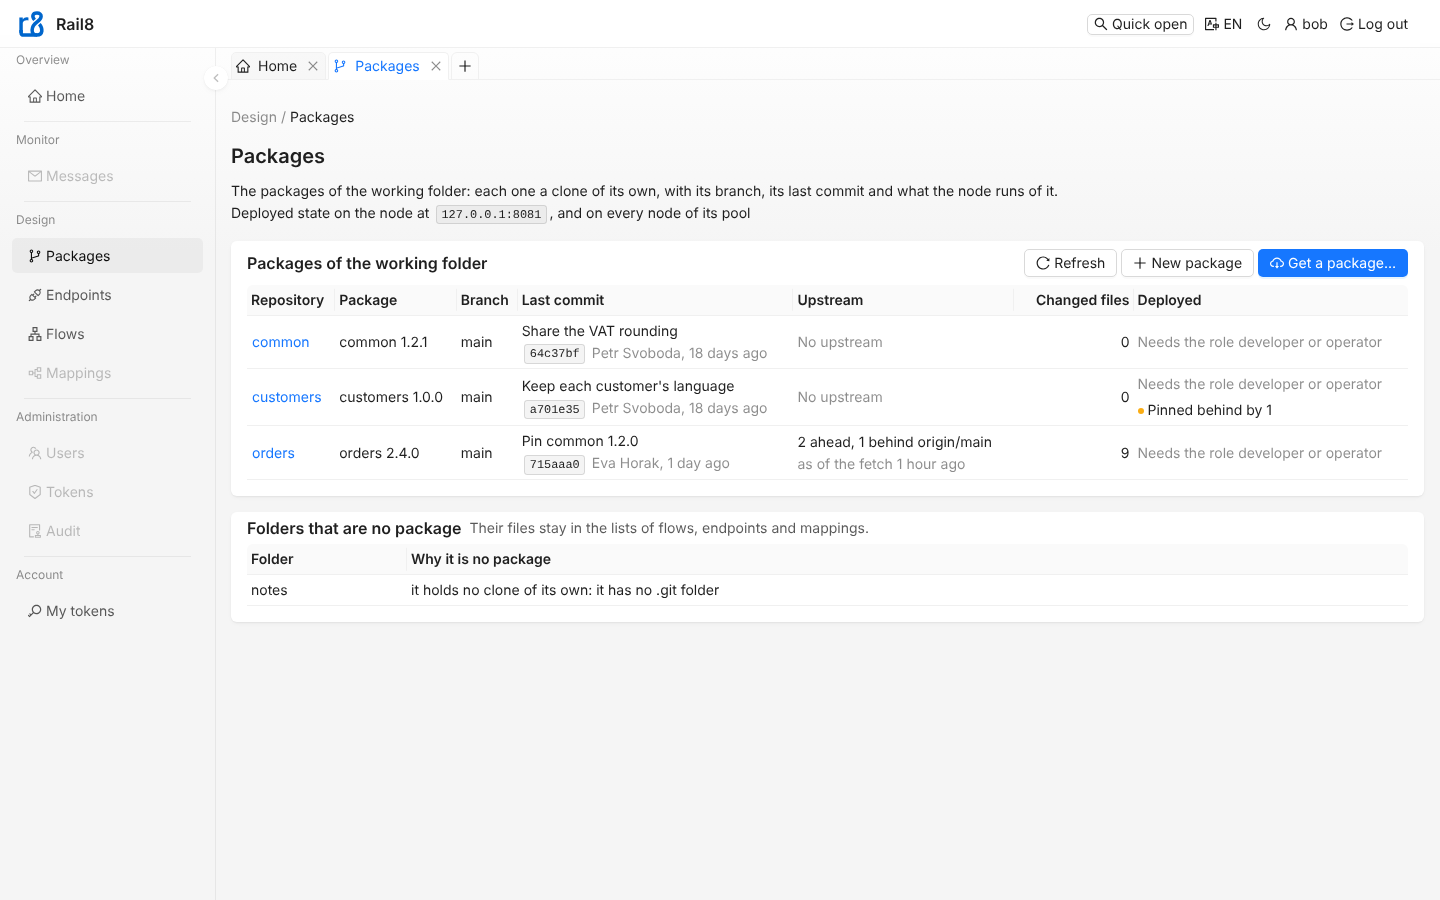 Rail8
Quick open
EN
bob
Log out
Overview
Home
Monitor
Messages
Design
Packages
Endpoints
Flows
Mappings
Administration
Users
Tokens
Audit
Account
My tokens
Home
Packages
Design / Packages
Packages
The packages of the working folder: each one a clone of its own, with its branch, its last commit and what the node runs of it.
Deployed state on the node at 127.0.0.1:8081, and on every node of its pool
Packages of the working folder
Refresh
New package
Get a package...
Repository Package Branch Last commit Upstream Changed files Deployed
common common 1.2.1 main Share the VAT rounding No upstream 0 Needs the role developer or operator
64c37bf Petr Svoboda, 18 days ago
customers customers 1.0.0 main Keep each customer's language No upstream 0 Needs the role developer or operator
a701e35 Petr Svoboda, 18 days ago Pinned behind by 1
orders orders 2.4.0 main Pin common 1.2.0 2 ahead, 1 behind origin/main 9 Needs the role developer or operator
715aaa0 Eva Horak, 1 day ago as of the fetch 1 hour ago
Folders that are no package Their files stay in the lists of flows, endpoints and mappings.
Folder Why it is no package
notes it holds no clone of its own: it has no .git folder